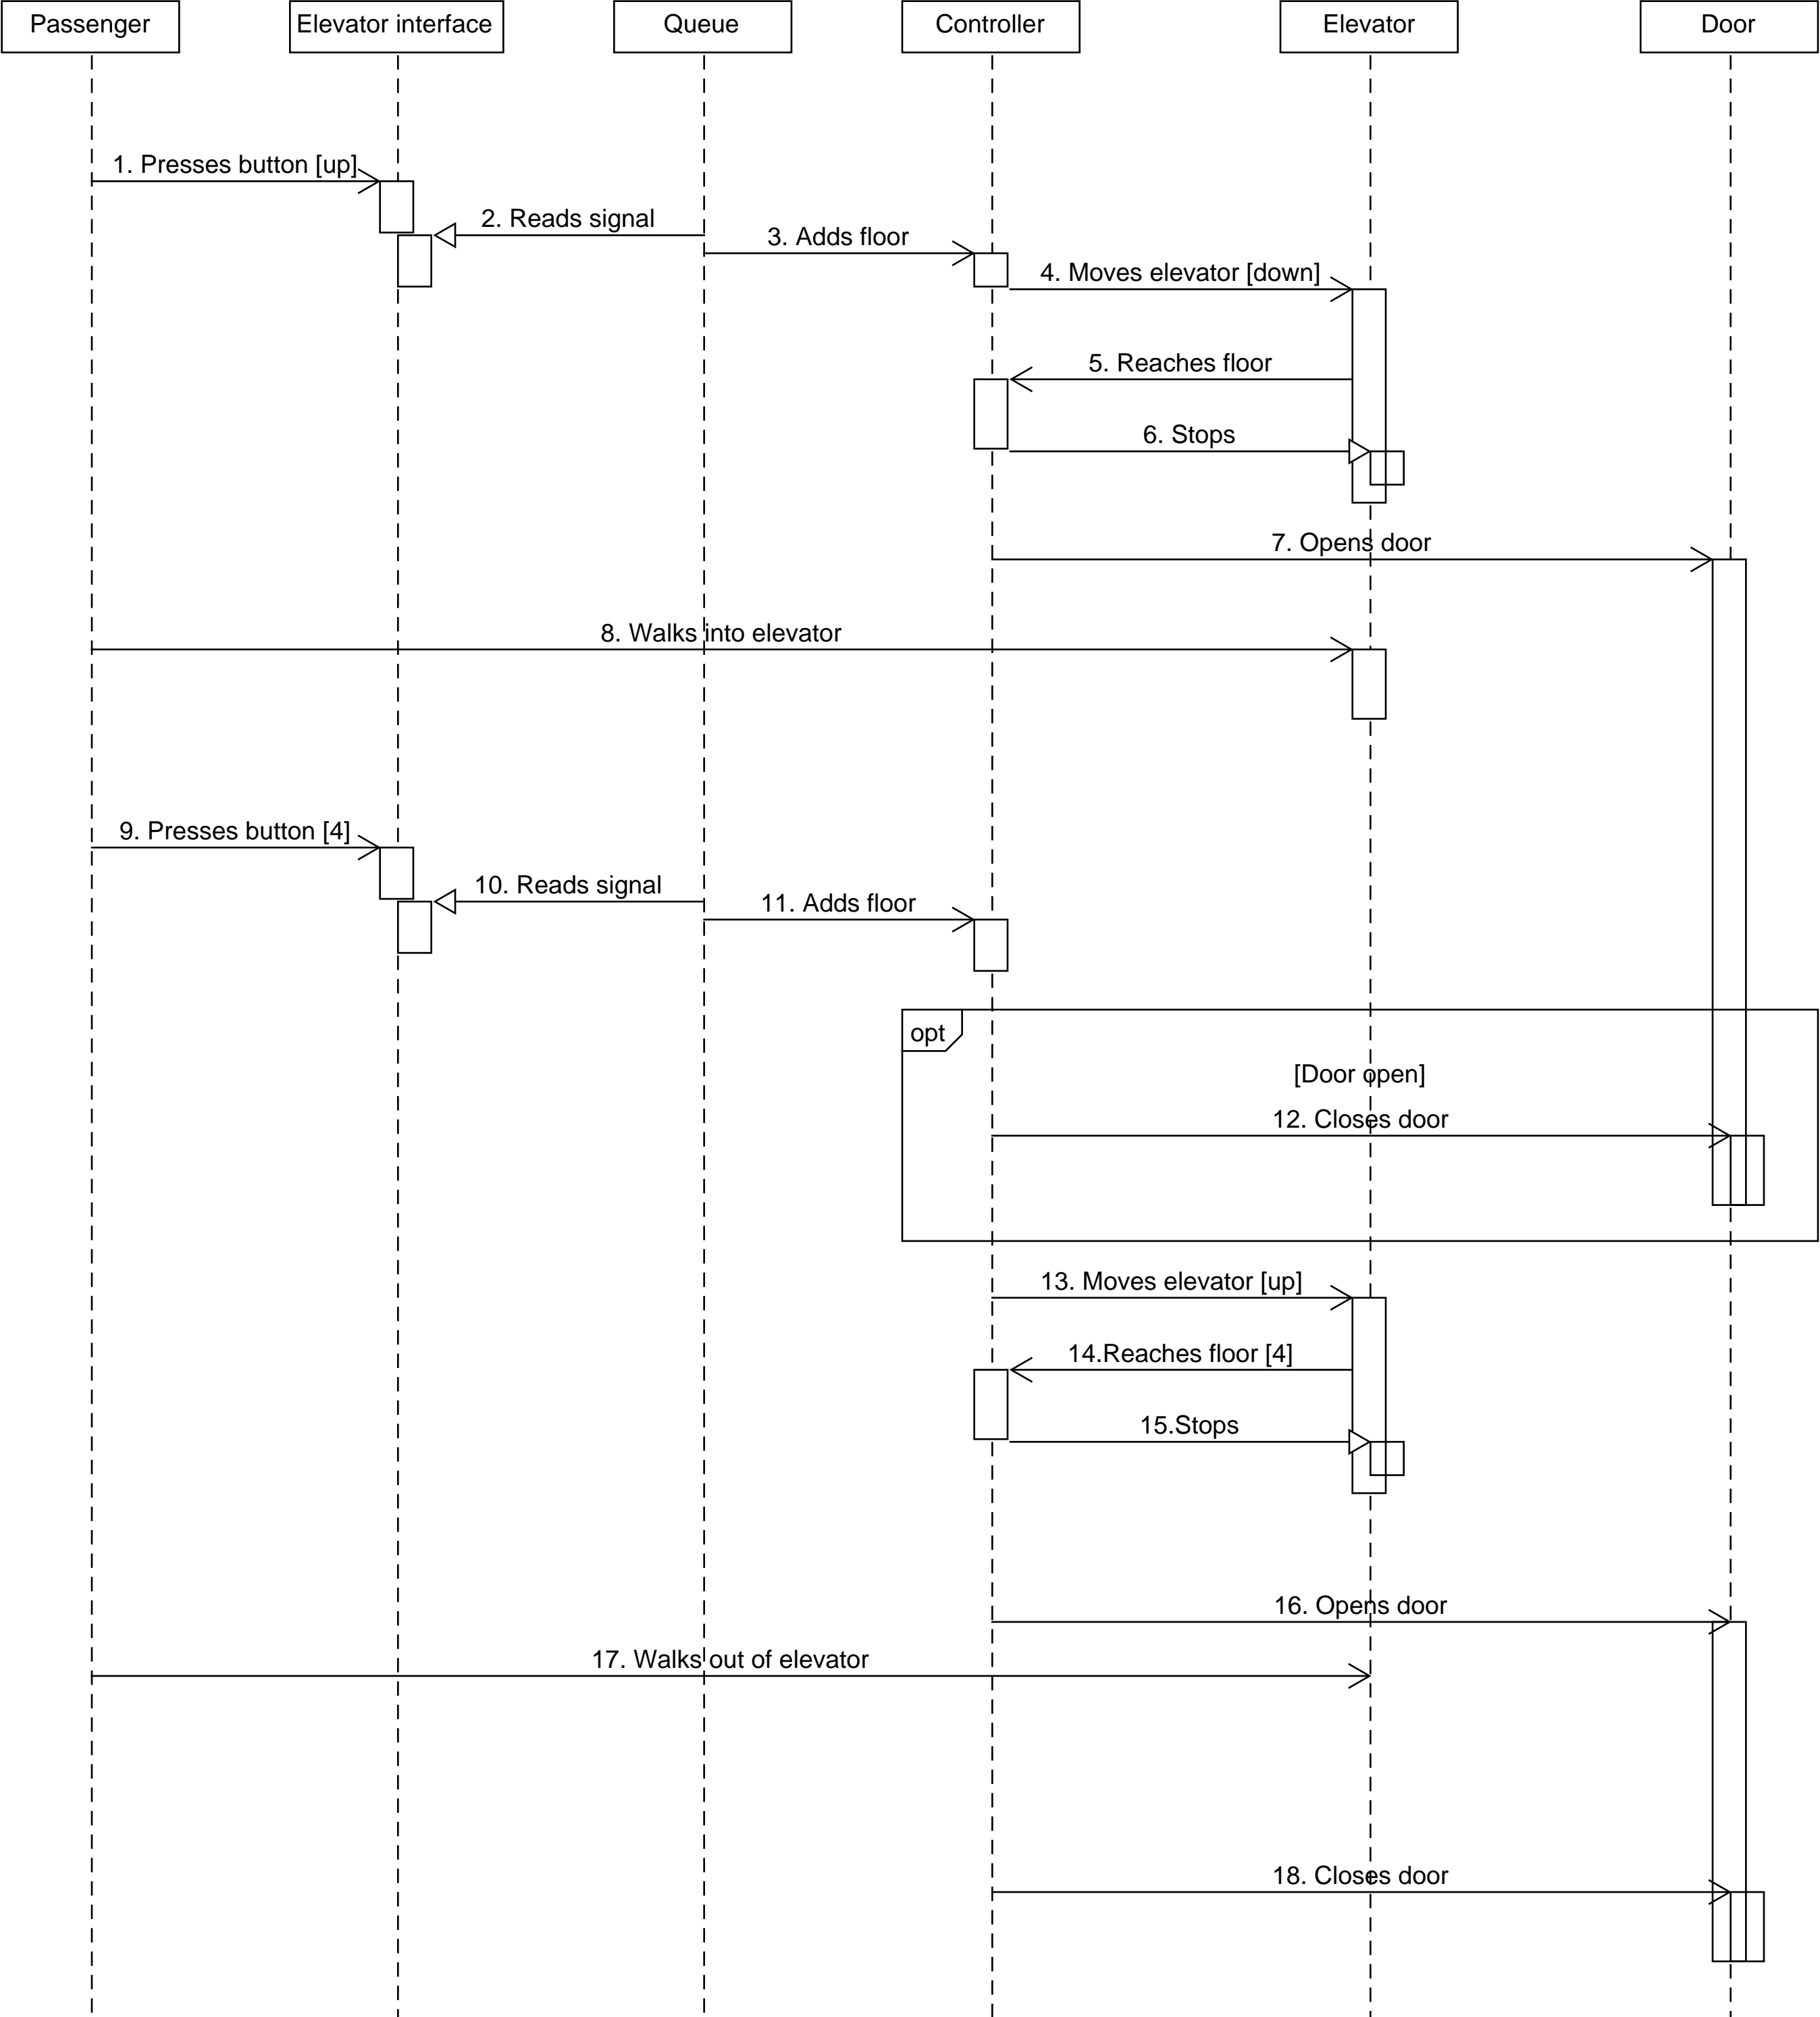 Passenger
Elevator interface
Queue
Controller
Elevator
Door
1. Presses button [up]
2. Reads signal
3. Adds floor
4. Moves elevator [down]
5. Reaches floor
6. Stops
7. Opens door
8. Walks into elevator
9. Presses button [4]
10. Reads signal
11. Adds floor
opt
[Door open]
12. Closes door
13. Moves elevator [up]
14.Reaches floor [4]
15.Stops
16. Opens door
17. Walks out of elevator
18. Closes door